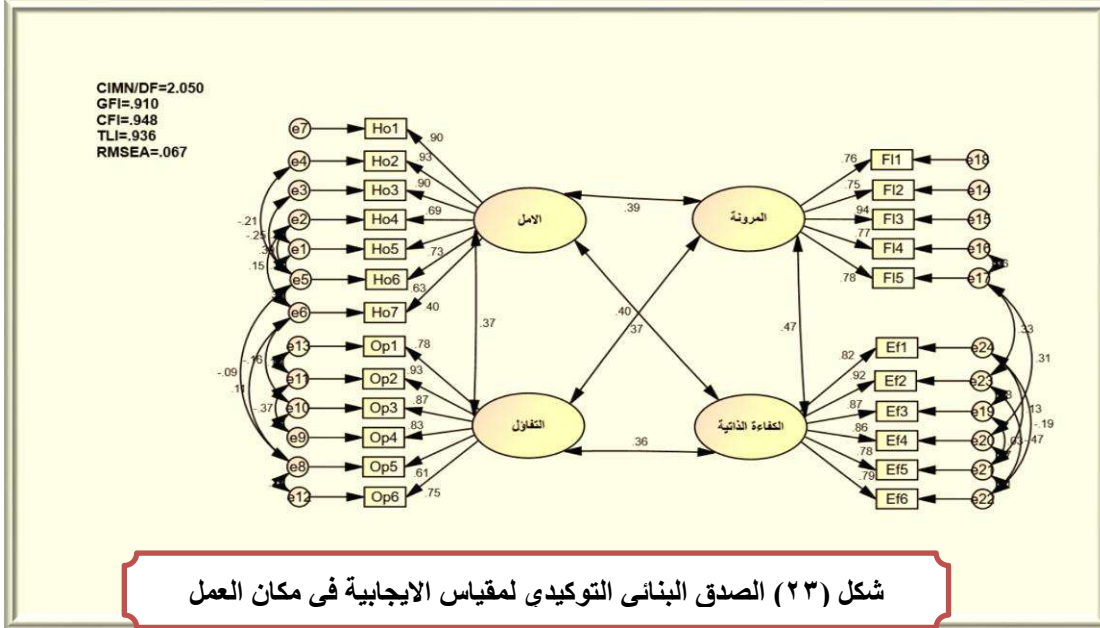 CIMN/DF=2.050
GFI=.910
CFI=.948
TLI=.936
RMSEA=.067
e7 Ho1 .90
e4 Ho2 .93
e3 Ho3 .90
e2 Ho4 .69
e1 Ho5 .73
e5 Ho6 .63
e6 Ho7 .40
-.21
-.25
.15
الامل
.39
المرونة
.76 Fl1 e18
.75 Fl2 e14
.94 Fl3 e15
.77 Fl4 e16
.78 Fl5 e17
.37
.40
.37
.47
.33
.31
e13 Op1 .78
e11 Op2 .93
e10 Op3 .87
e9 Op4 .83
e8 Op5 .61
e12 Op6 .75
-.09
.11
-.16
-.37
التفاؤل
.36
الكفاءة الذاتية
.82 Ef1 e24
.92 Ef2 e23
.87 Ef3 e19
.86 Ef4 e20
.78 Ef5 e21
.79 Ef6 e22
.13
-.19
-.47
شكل (٢٣) الصدق البنائى التوكيدى لمقياس الايجابية فى مكان العمل